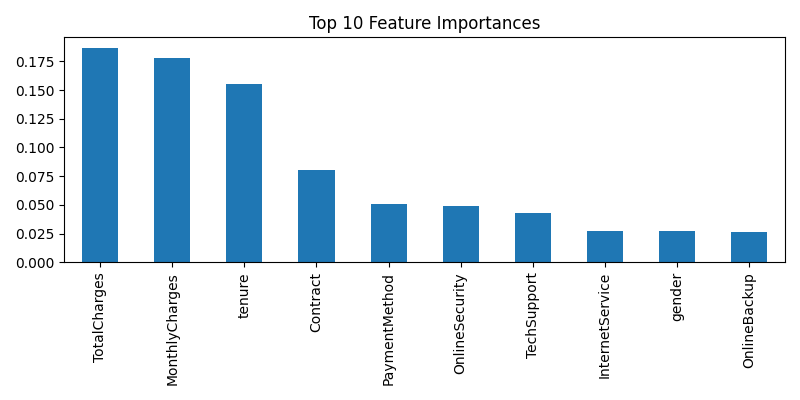 Top 10 Feature Importances
0.175
0.150
0.125
0.100
0.075
0.050
0.025
0.000
TotalCharges
MonthlyCharges
tenure
Contract
PaymentMethod
OnlineSecurity
TechSupport
InternetService
gender
OnlineBackup